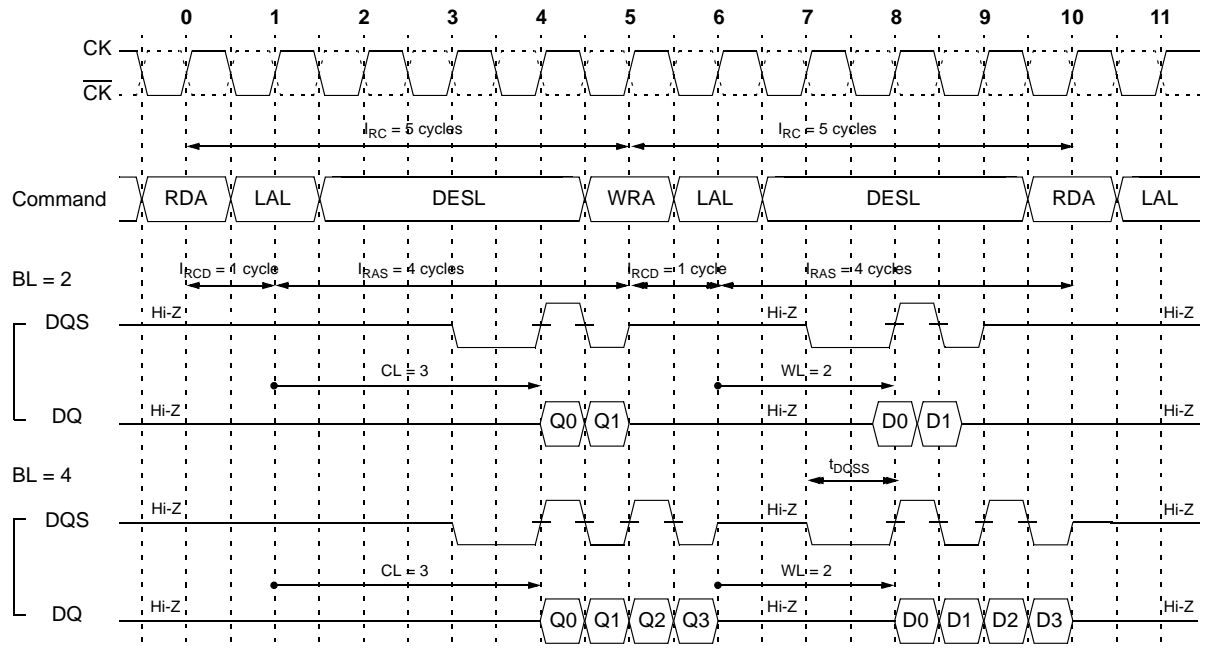 0 1 2 3 4 5 6 7 8 9 10 11
CK
CK
IRC = 5 cycles IRC = 5 cycles
Command RDA LAL DESL WRA LAL DESL RDA LAL
IRCD = 1 cycle IRAS = 4 cycles IRCD = 1 cycle IRAS = 4 cycles
BL = 2
Hi-Z Hi-Z Hi-Z
DQS
CL = 3 WL = 2
Hi-Z Hi-Z Hi-Z
DQ Q0 Q1 D0 D1
tDQSS
BL = 4
Hi-Z Hi-Z Hi-Z
DQS
CL = 3 WL = 2
Hi-Z Hi-Z Hi-Z
DQ Q0 Q1 Q2 Q3 D0 D1 D2 D3